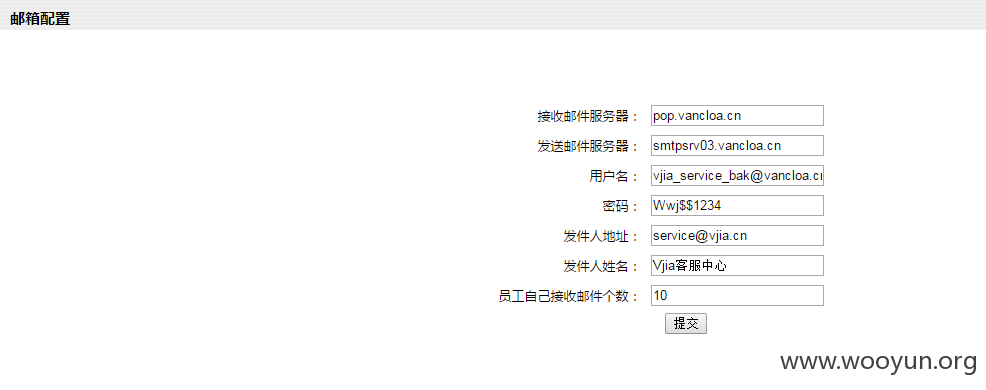 邮箱配置
接收邮件服务器： pop.vancloa.cn
发送邮件服务器： smtpsrv03.vancloa.cn
用户名： vjia_service_bak@vancloa.cn
密码： Wwj$$1234
发件人地址： service@vjia.cn
发件人姓名： Vjia客服中心
员工自己接收邮件个数： 10
提交
www.wooyun.org